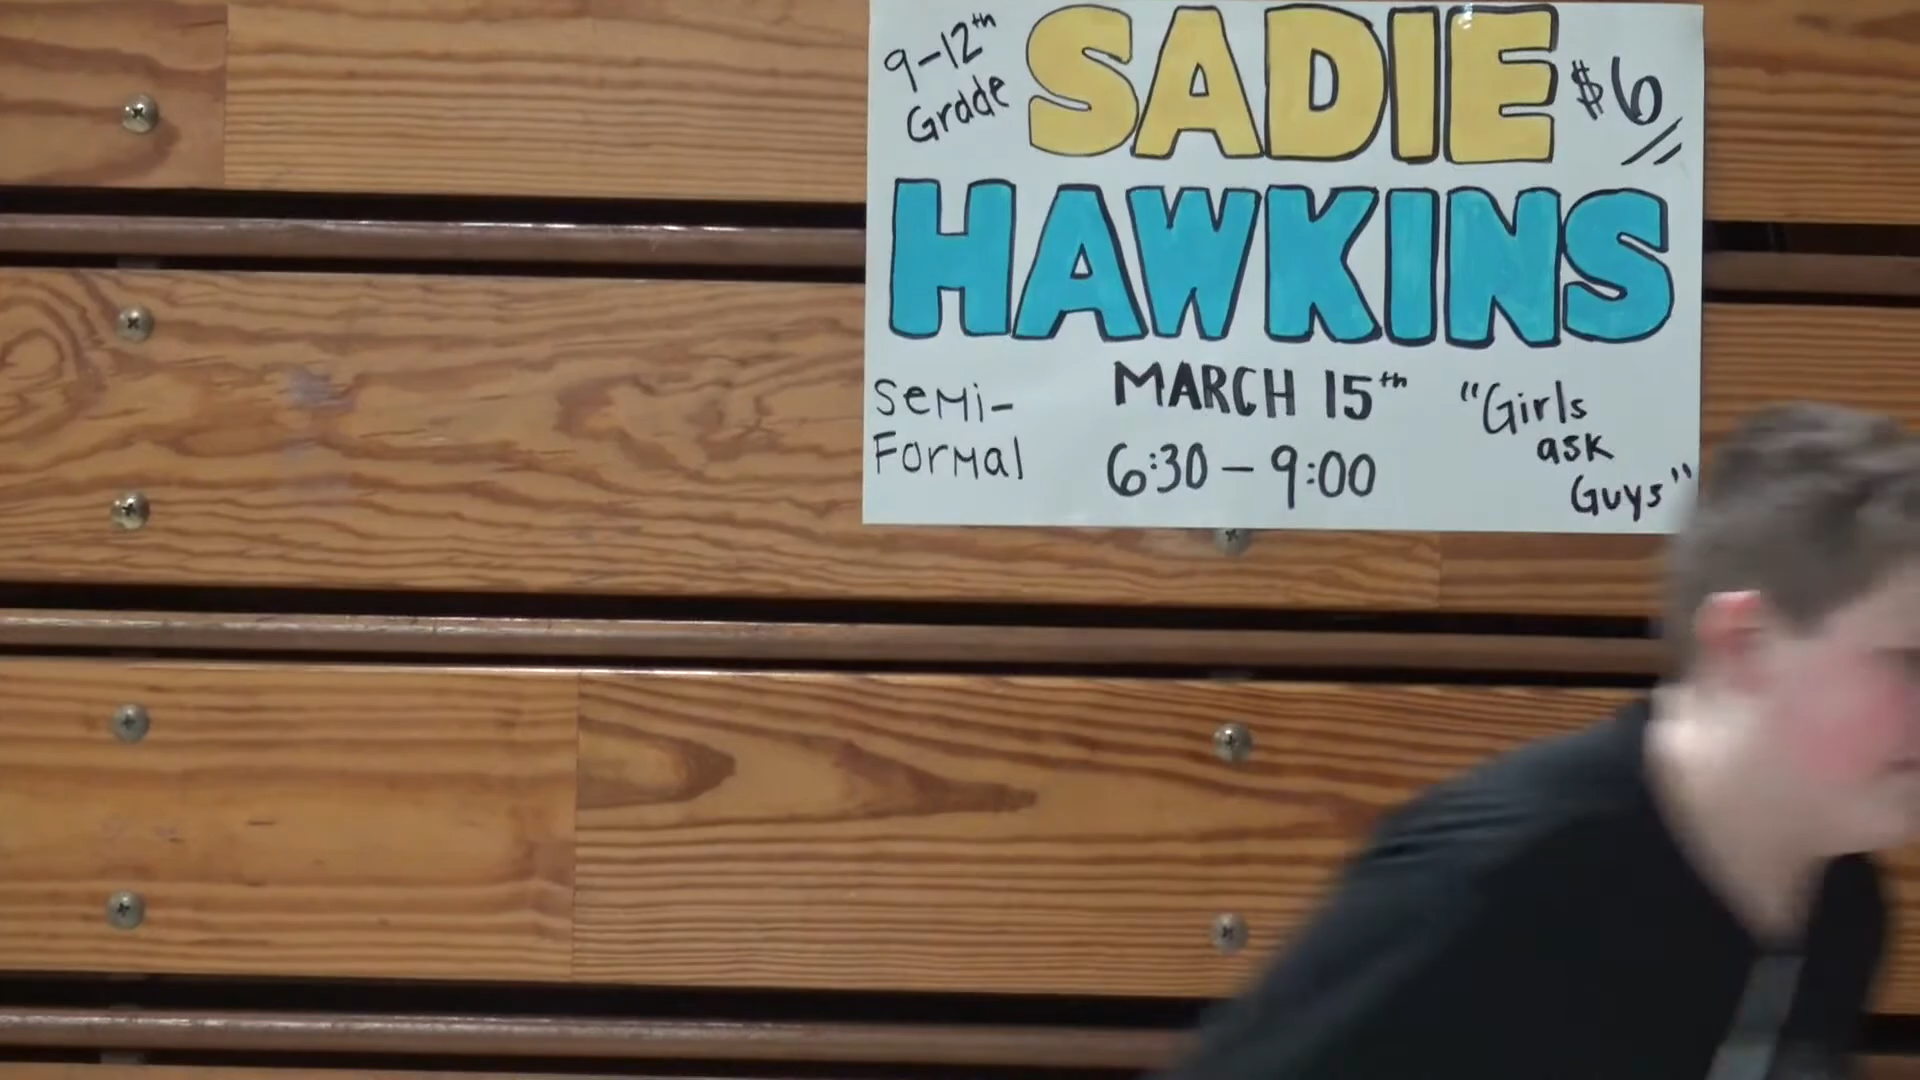 9-12th Grade
SADIE
$6
HAWKINS
Semi-
Formal
MARCH 15th
6:30 - 9:00
"Girls
ask
Guys"